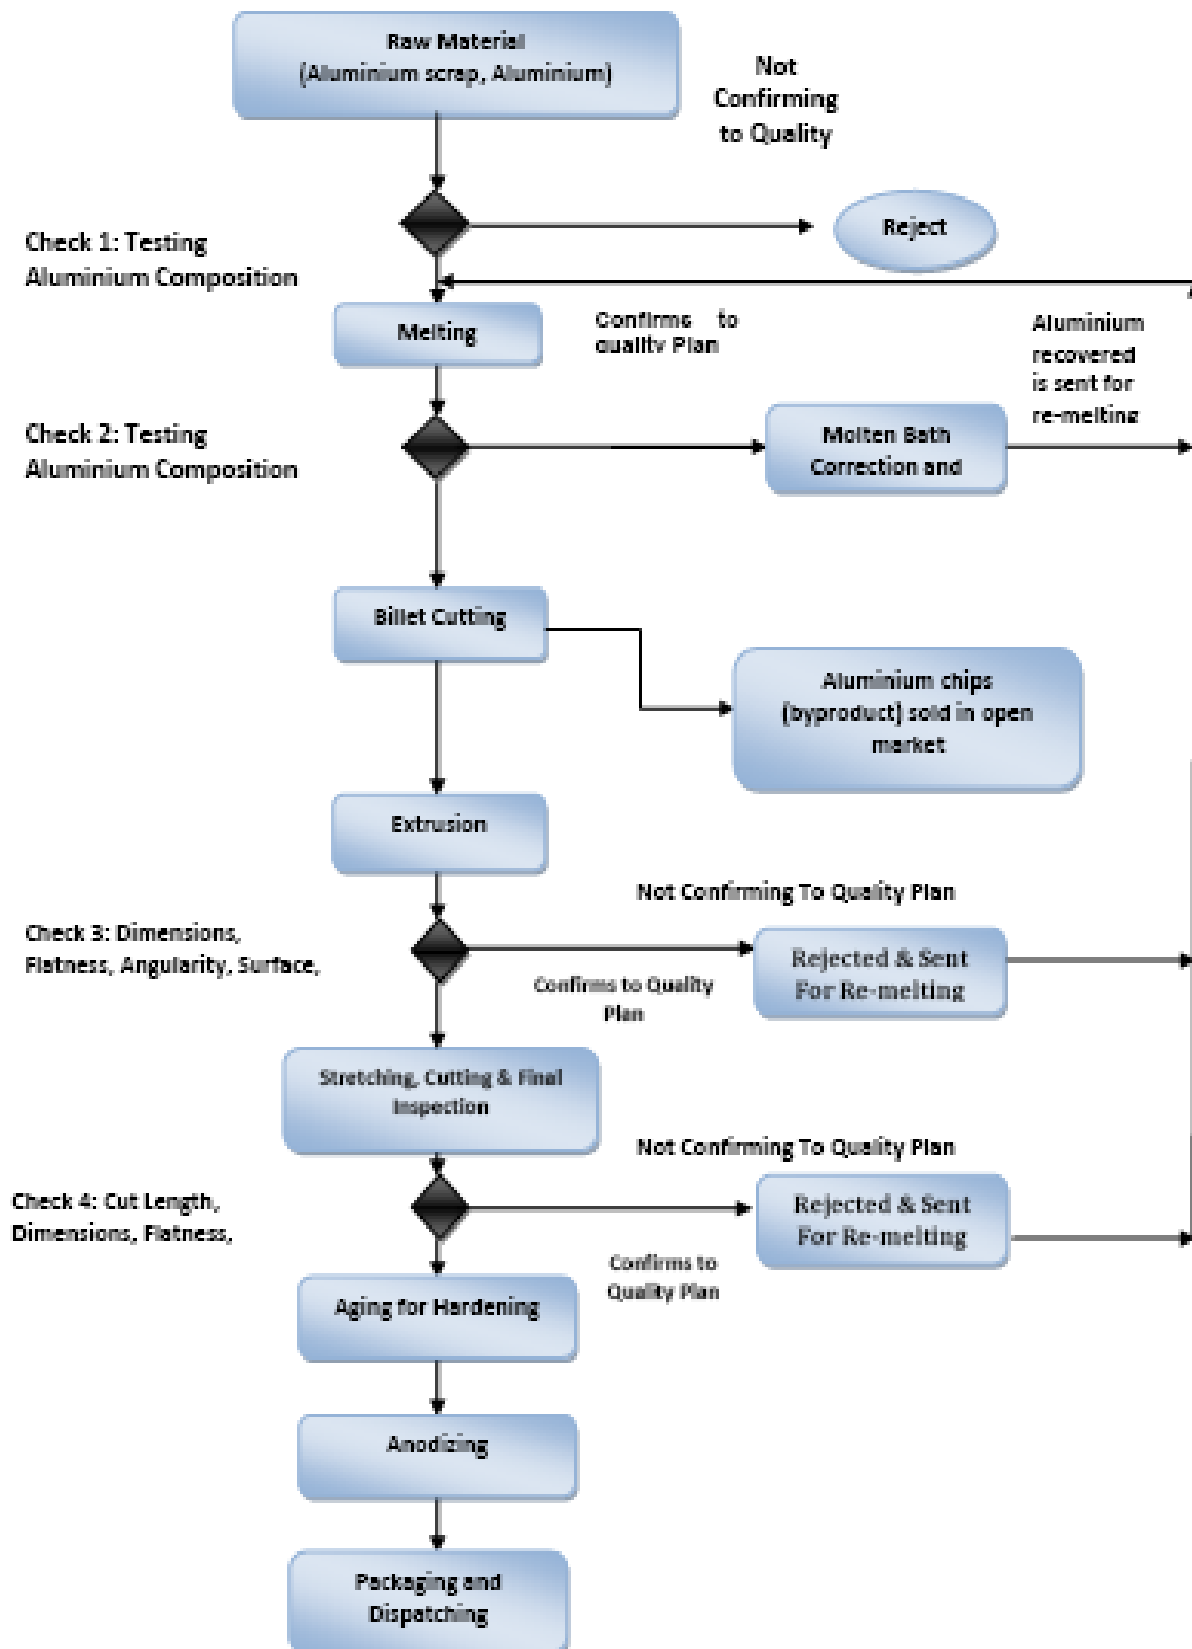 Raw Material
(Aluminium scrap, Aluminium)
Not
Confirming
to Quality
Check 1: Testing
Aluminium Composition
Reject
Melting
Confirms to
quality Plan
Aluminium
recovered
is sent for
re-melting
Check 2: Testing
Aluminium Composition
Molten Bath
Correction and
Billet Cutting
Aluminium chips
(byproduct) sold in open
market
Extrusion
Not Confirming To Quality Plan
Check 3: Dimensions,
Flatness, Angularity, Surface,
Rejected & Sent
For Re-melting
Confirms to Quality
Plan
Stretching, Cutting & Final
Inspection
Not Confirming To Quality Plan
Check 4: Cut Length,
Dimensions, Flatness,
Rejected & Sent
For Re-melting
Confirms to
Quality Plan
Aging for Hardening
Anodizing
Packaging and
Dispatching